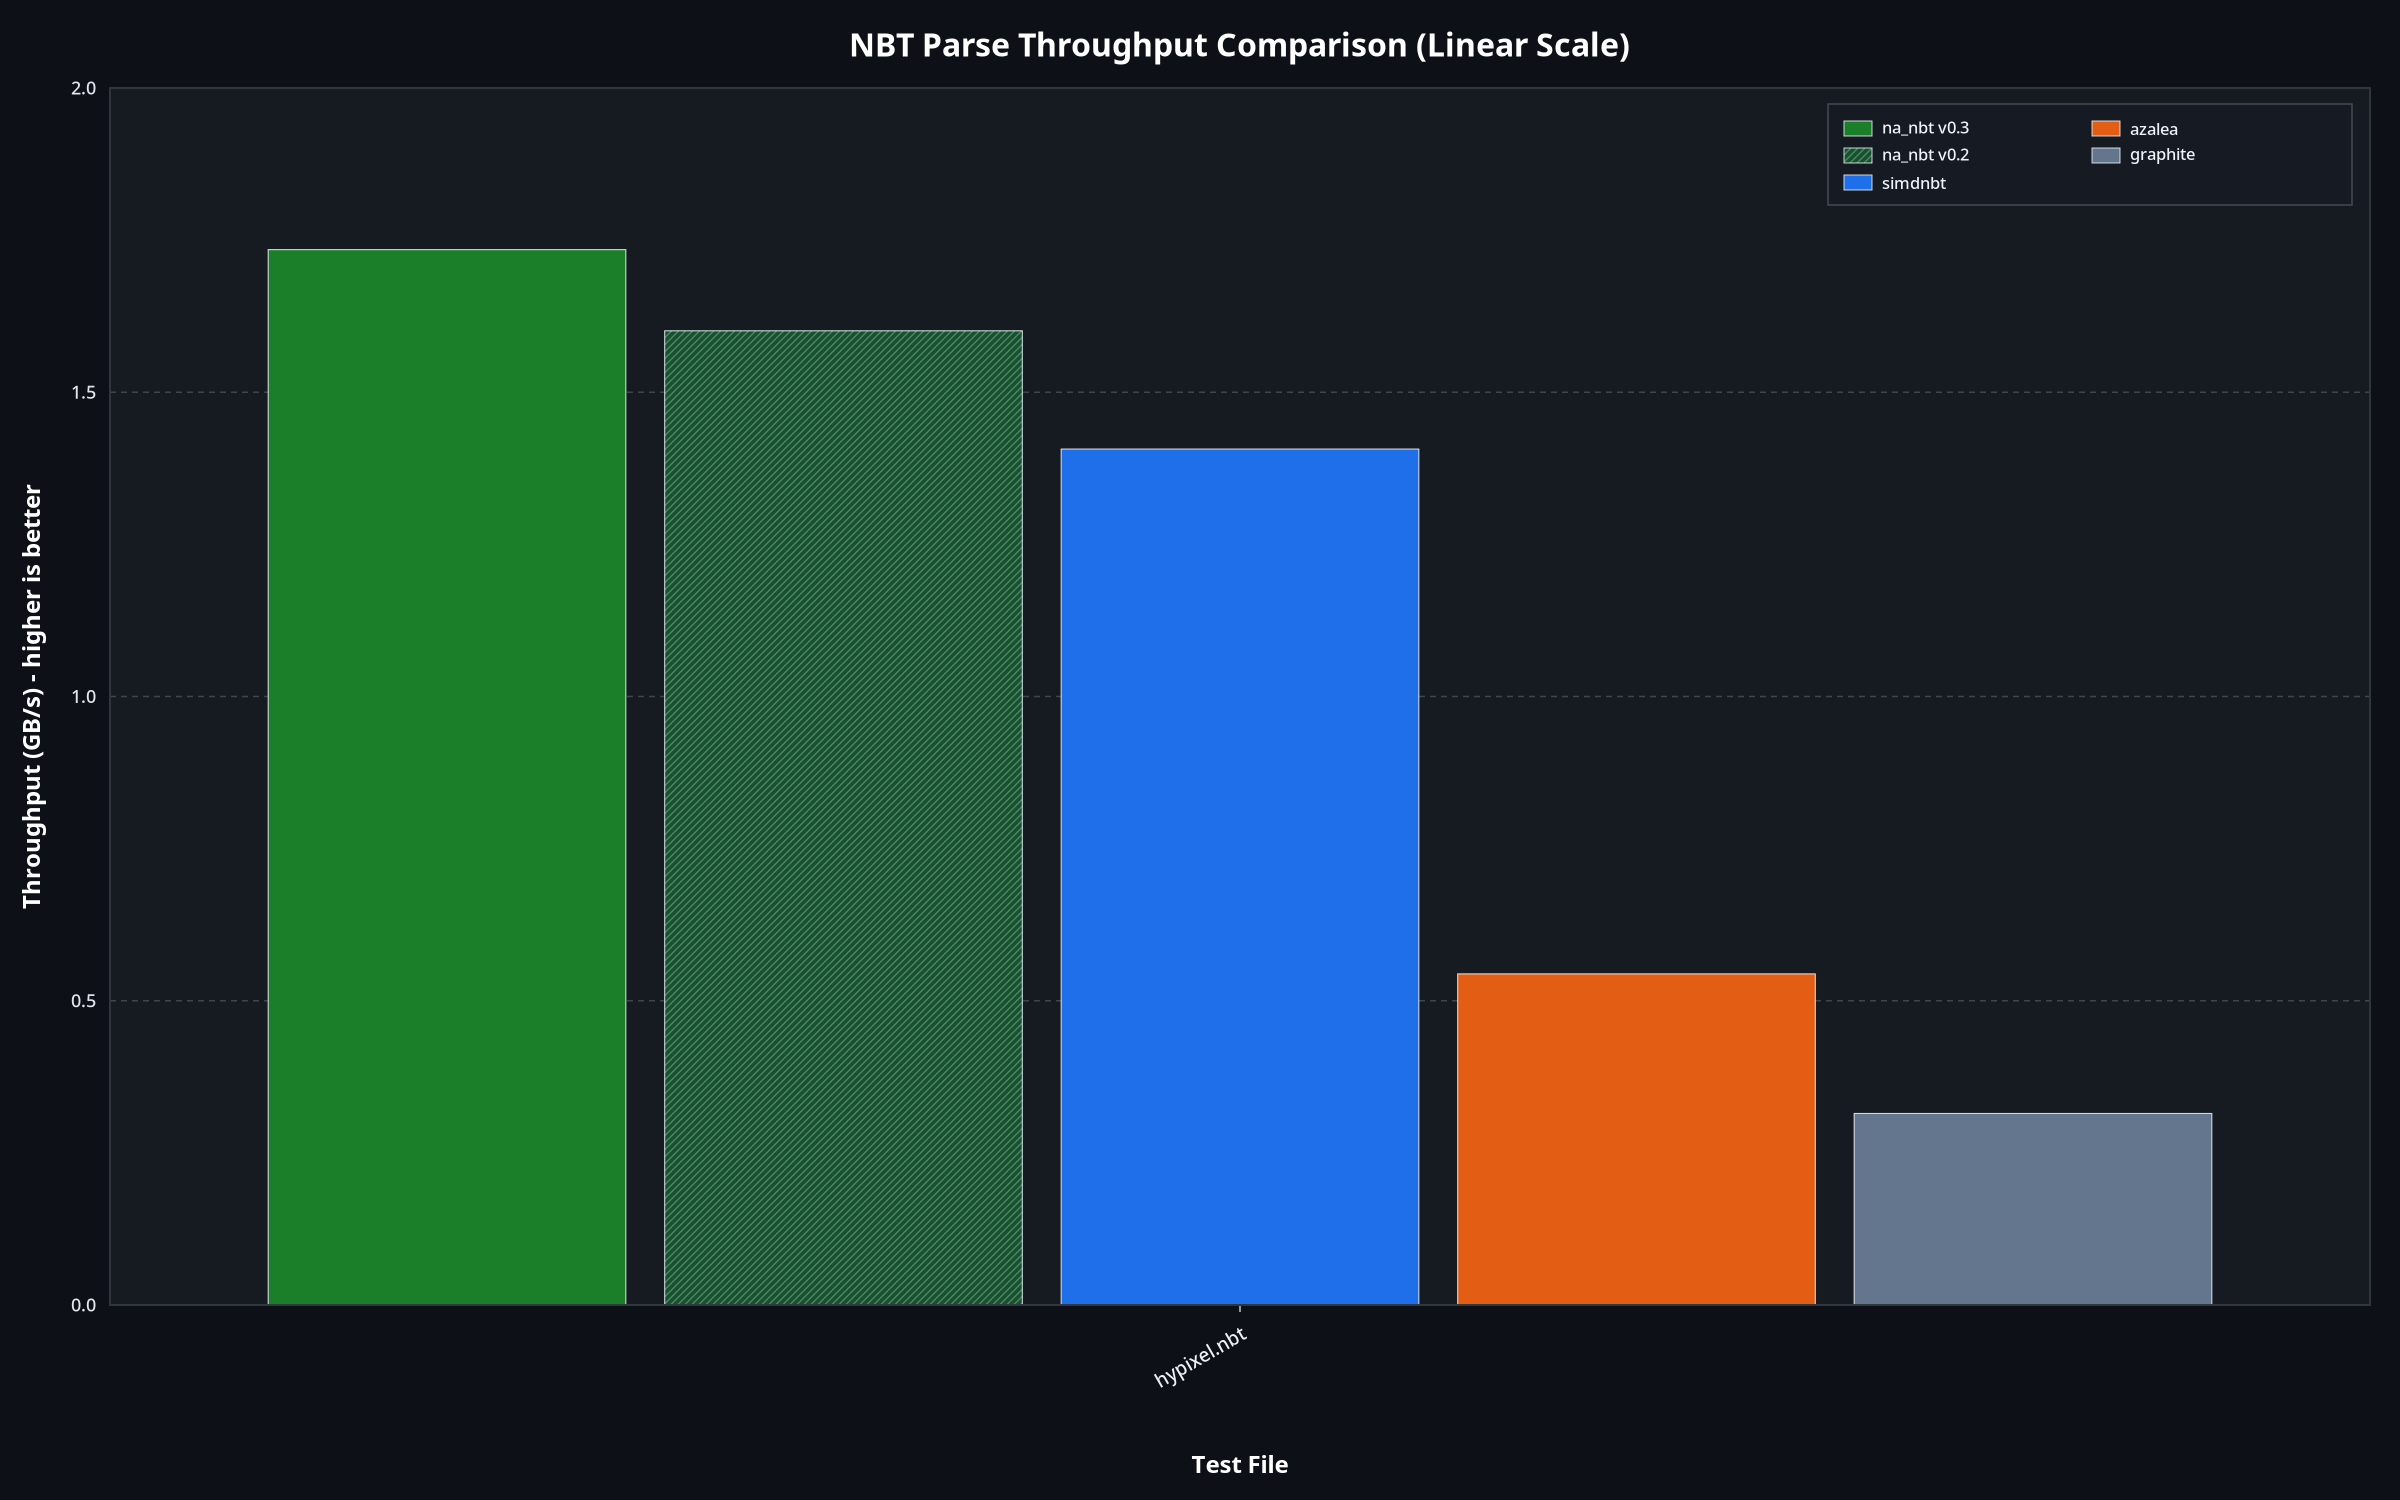 NBT Parse Throughput Comparison (Linear Scale)
2.0
1.5
1.0
0.5
0.0
Throughput (GB/s) - higher is better
na_nbt v0.3
na_nbt v0.2
simdnbt
azalea
graphite
hypixel.nbt
Test File